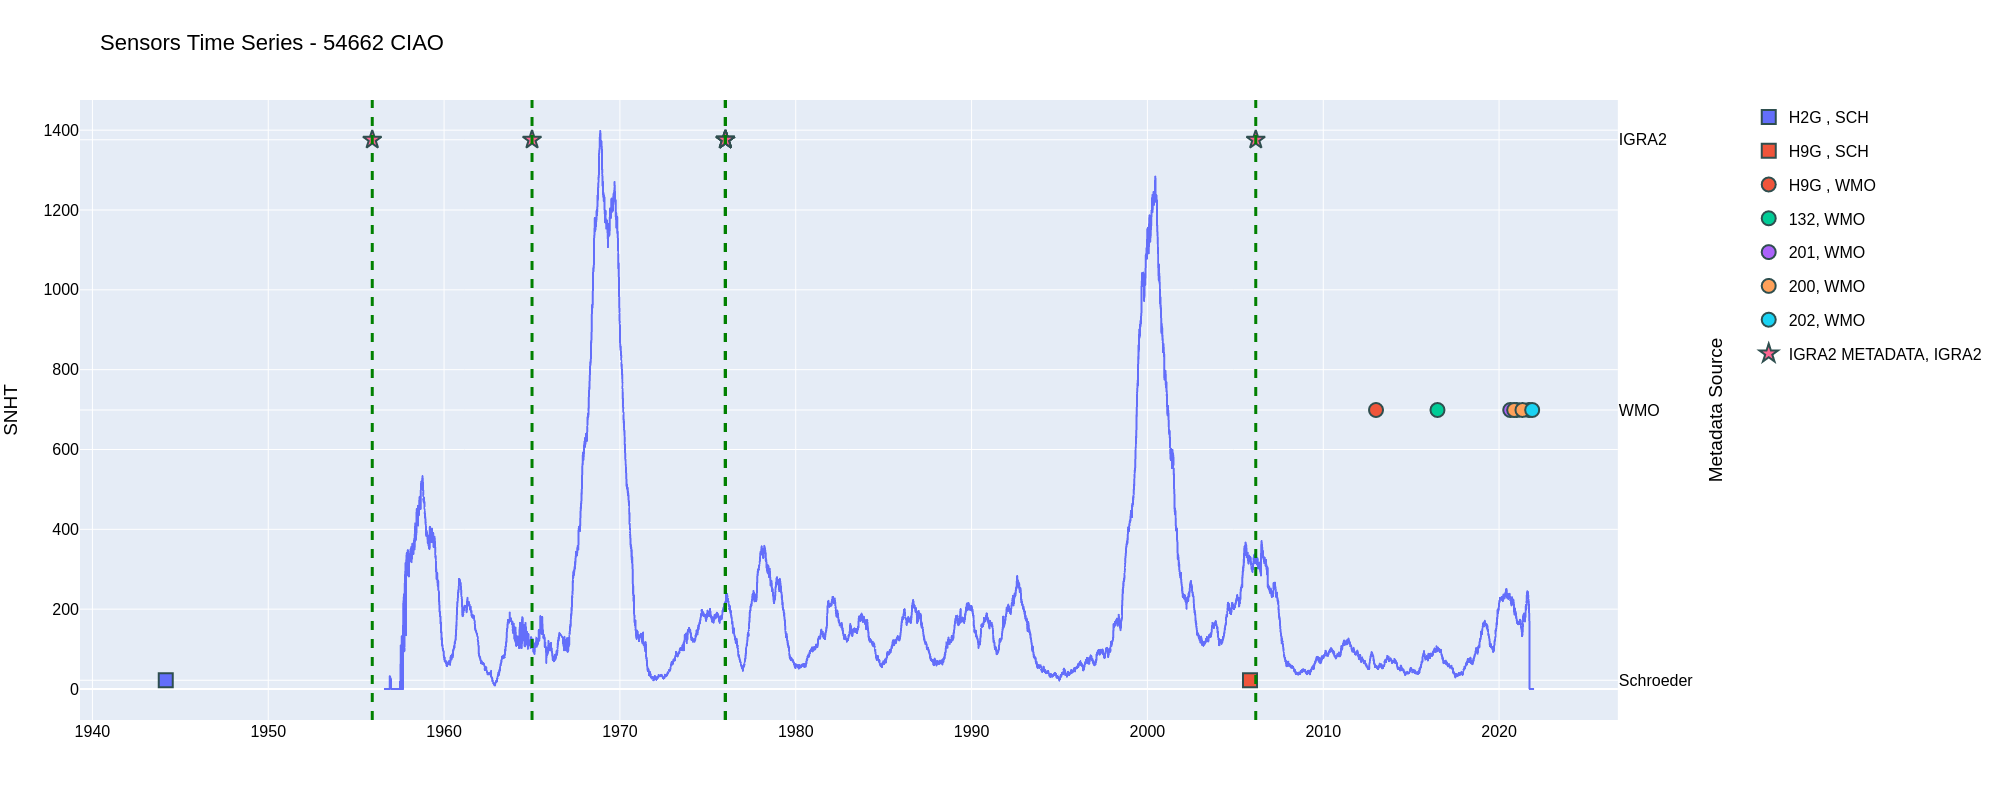 Sensors Time Series - 54662 CIAO
SNHT
1400
1200
1000
800
600
400
200
0
1940
1950
1960
1970
1980
1990
2000
2010
2020
IGRA2
WMO
Schroeder
Metadata Source
H2G , SCH
H9G , SCH
H9G , WMO
132, WMO
201, WMO
200, WMO
202, WMO
IGRA2 METADATA, IGRA2